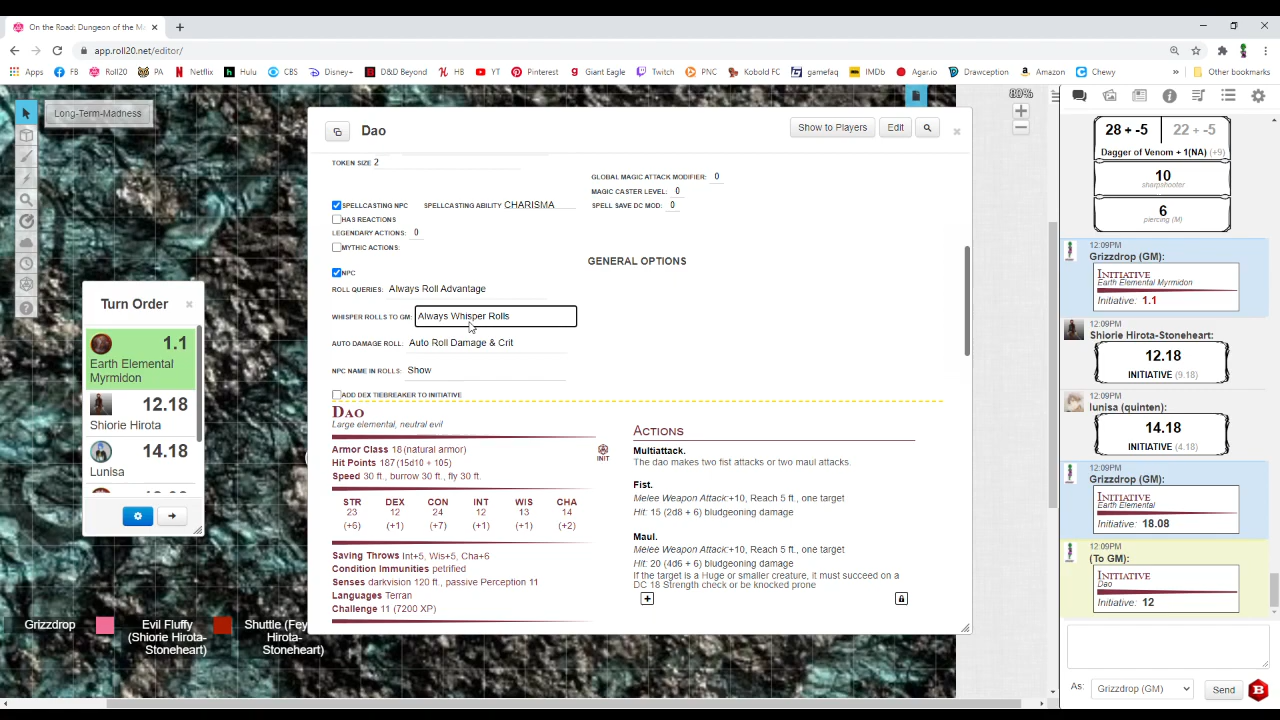 On the Road: Dungeon of the Ma
app.roll20.net/editor/
Apps FB Roll20 PA Netflix Hulu CBS Disney+ D&D Beyond HB YT Pinterest Giant Eagle Twitch PNC Kobold FC gamefaq IMDb Agar.io Drawception Amazon Chewy » Other bookmarks
Long-Term-Madness
89%
Dao
Show to Players
Edit
TOKEN SIZE 2
GLOBAL MAGIC ATTACK MODIFIER: 0
MAGIC CASTER LEVEL: 0
SPELLCASTING NPC SPELLCASTING ABILITY CHARISMA SPELL SAVE DC MOD: 0
HAS REACTIONS
LEGENDARY ACTIONS: 0
MYTHIC ACTIONS:
GENERAL OPTIONS
NPC
ROLL QUERIES: Always Roll Advantage
WHISPER ROLLS TO GM: Always Whisper Rolls
AUTO DAMAGE ROLL: Auto Roll Damage & Crit
NPC NAME IN ROLLS: Show
ADD DEX TIEBREAKER TO INITIATIVE
DAO
Large elemental, neutral evil
Armor Class 18 (natural armor)
Hit Points 187 (15d10 + 105)
Speed 30 ft., burrow 30 ft., fly 30 ft.
INIT
STR DEX CON INT WIS CHA
23 12 24 12 13 14
(+6) (+1) (+7) (+1) (+1) (+2)
Saving Throws Int+5, Wis+5, Cha+6
Condition Immunities petrified
Senses darkvision 120 ft., passive Perception 11
Languages Terran
Challenge 11 (7200 XP)
ACTIONS
Multiattack.
The dao makes two fist attacks or two maul attacks.
Fist.
Melee Weapon Attack:+10, Reach 5 ft., one target
Hit: 15 (2d8 + 6) bludgeoning damage
Maul.
Melee Weapon Attack:+10, Reach 5 ft., one target
Hit: 20 (4d6 + 6) bludgeoning damage
If the target is a Huge or smaller creature, it must succeed on a
DC 18 Strength check or be knocked prone
Turn Order
1.1
Earth Elemental
Myrmidon
12.18
Shiorie Hirota
14.18
Lunisa
Grizzdrop
Evil Fluffy
(Shiorie Hirota-
Stoneheart)
Shuttle (Fey
Hirota-
Stoneheart)
28 + -5 22 + -5
Dagger of Venom + 1(NA) (+9)
10
sharpshooter
6
piercing (M)
12:09PM
Grizzdrop (GM):
INITIATIVE
Earth Elemental Myrmidon
Initiative: 1.1
12:09PM
Shiorie Hirota-Stoneheart:
12.18
INITIATIVE (9.18)
12:09PM
lunisa (quinten):
14.18
INITIATIVE (4.18)
12:09PM
Grizzdrop (GM):
INITIATIVE
Earth Elemental
Initiative: 18.08
12:09PM
(To GM):
INITIATIVE
Dao
Initiative: 12
As: Grizzdrop (GM) Send